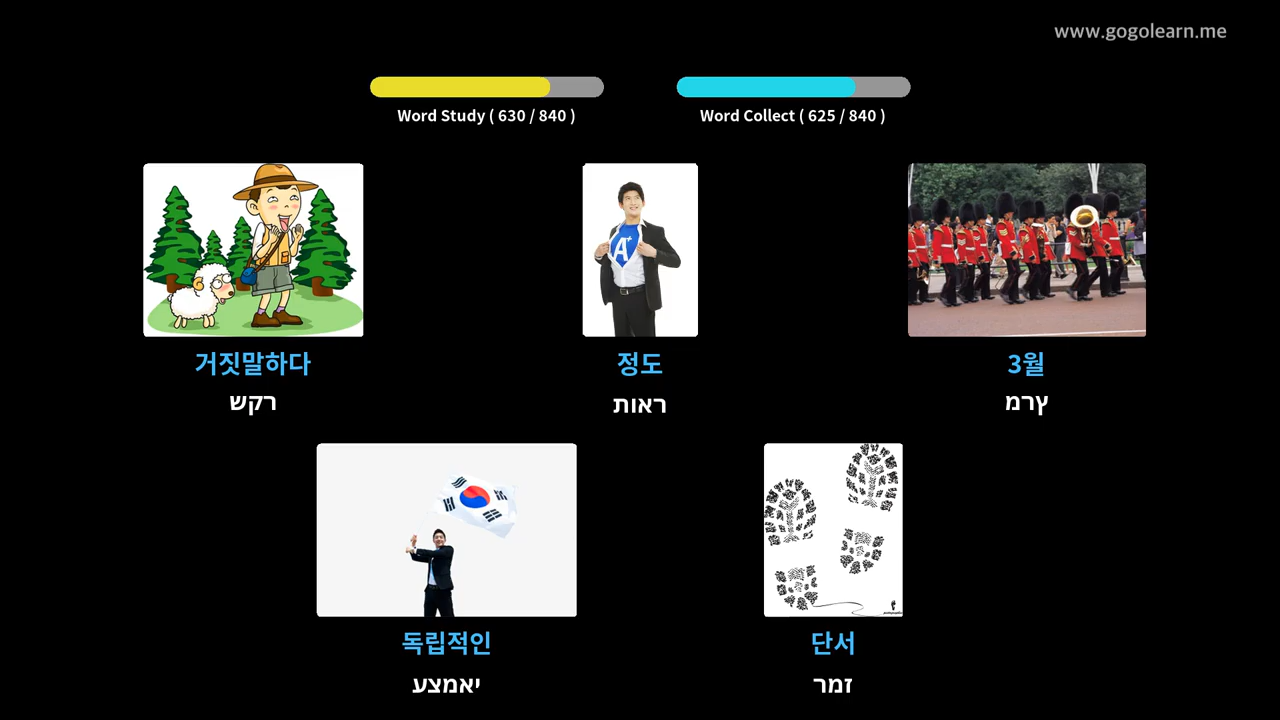 www.gogolearn.me
Word Study ( 630 / 840 )
Word Collect ( 625 / 840 )
거짓말하다
רקש
정도
ראות
3월
ץרמ
독립적인
יאמצע
단서
זמר